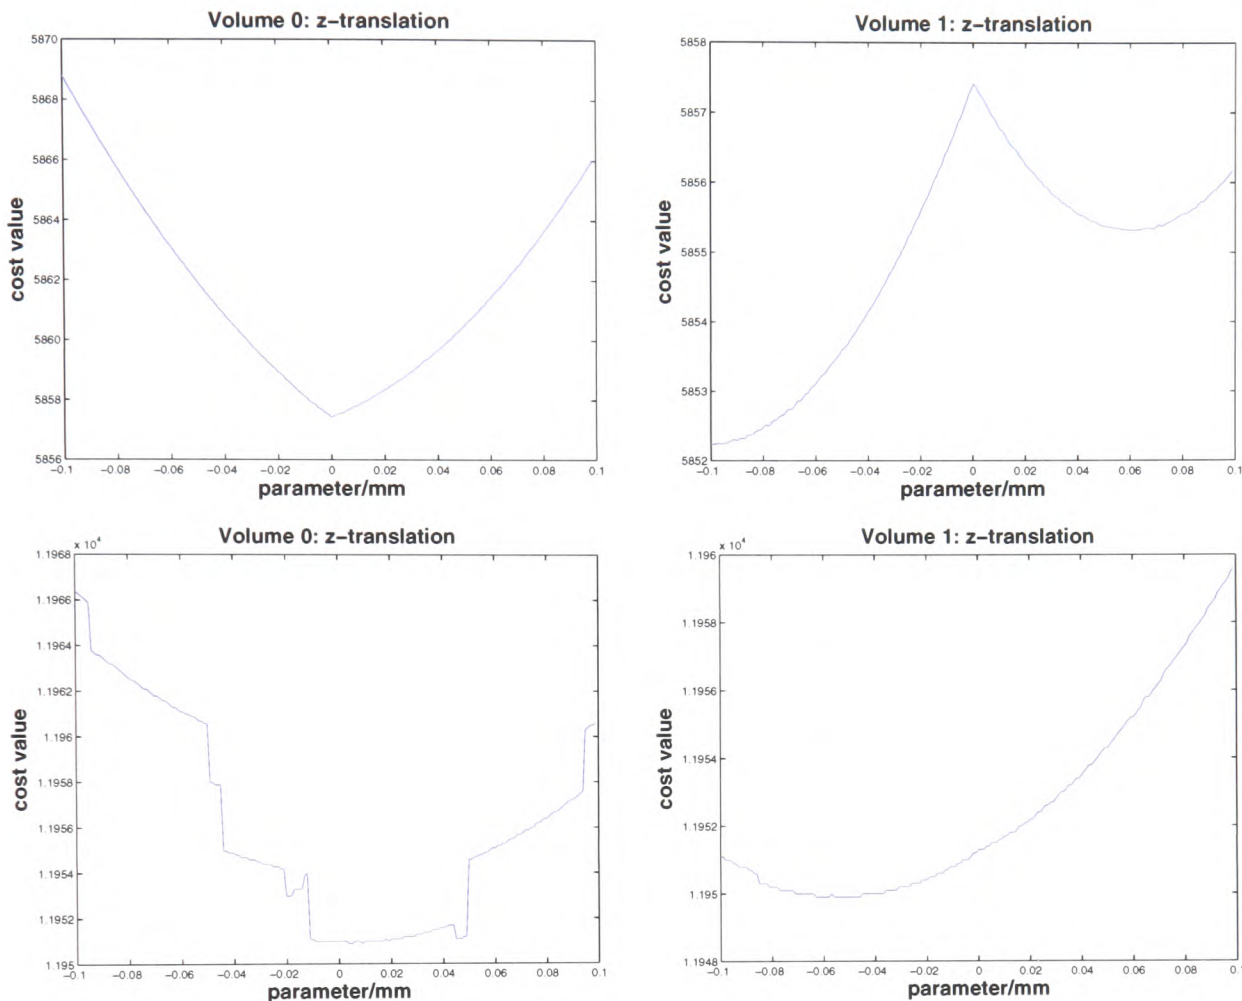 Volume 0: z−translation
5870
5868
5866
5864
5862
5860
5858
5856
cost value
−0.1 −0.08 −0.06 −0.04 −0.02 0 0.02 0.04 0.06 0.08 0.1
parameter/mm
Volume 1: z−translation
5858
5857
5856
5855
5854
5853
5852
cost value
−0.1 −0.08 −0.06 −0.04 −0.02 0 0.02 0.04 0.06 0.08 0.1
parameter/mm
Volume 0: z−translation
x 10⁴
1.1968
1.1966
1.1964
1.1962
1.196
1.1958
1.1956
1.1954
1.1952
1.195
cost value
−0.1 −0.08 −0.06 −0.04 −0.02 0 0.02 0.04 0.06 0.08 0.1
parameter/mm
Volume 1: z−translation
x 10⁴
1.196
1.1958
1.1956
1.1954
1.1952
1.195
1.1948
cost value
−0.1 −0.08 −0.06 −0.04 −0.02 0 0.02 0.04 0.06 0.08 0.1
parameter/mm